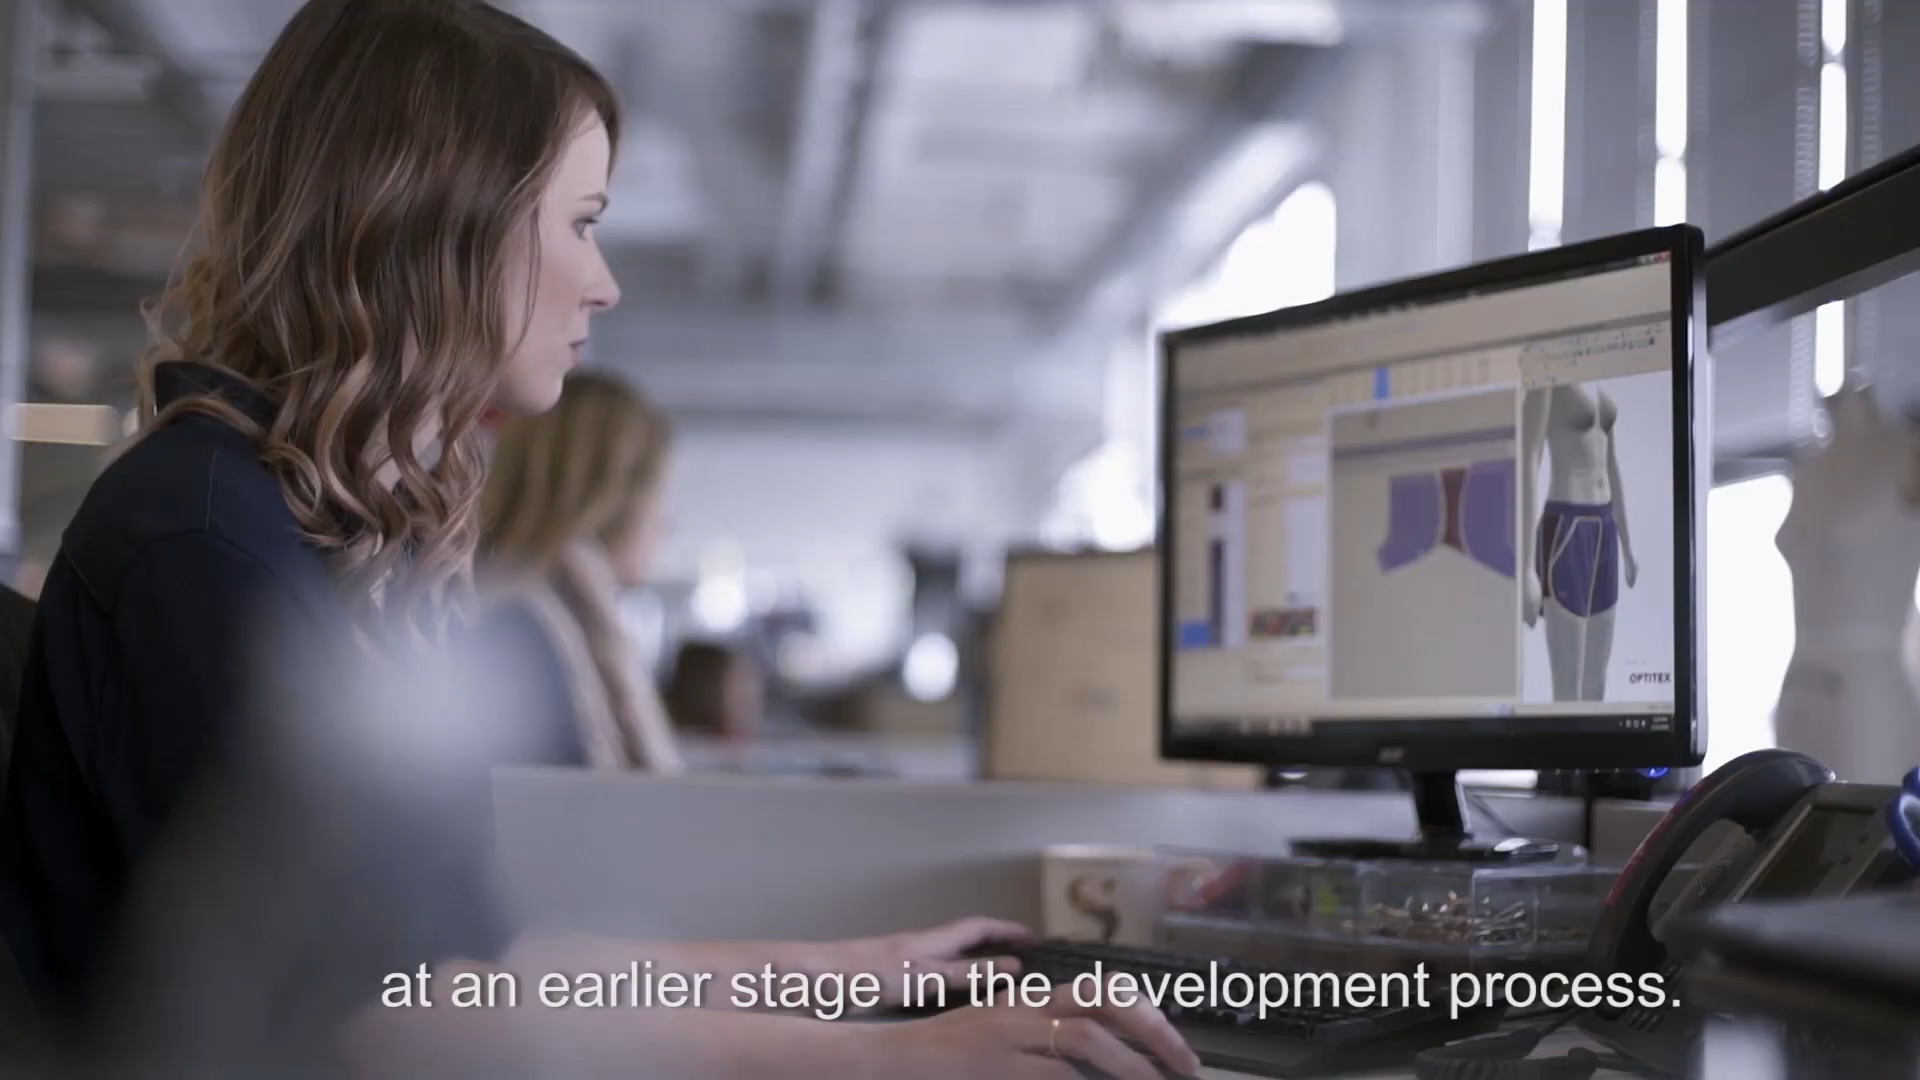 OPTITEX
at an earlier stage in the development process.